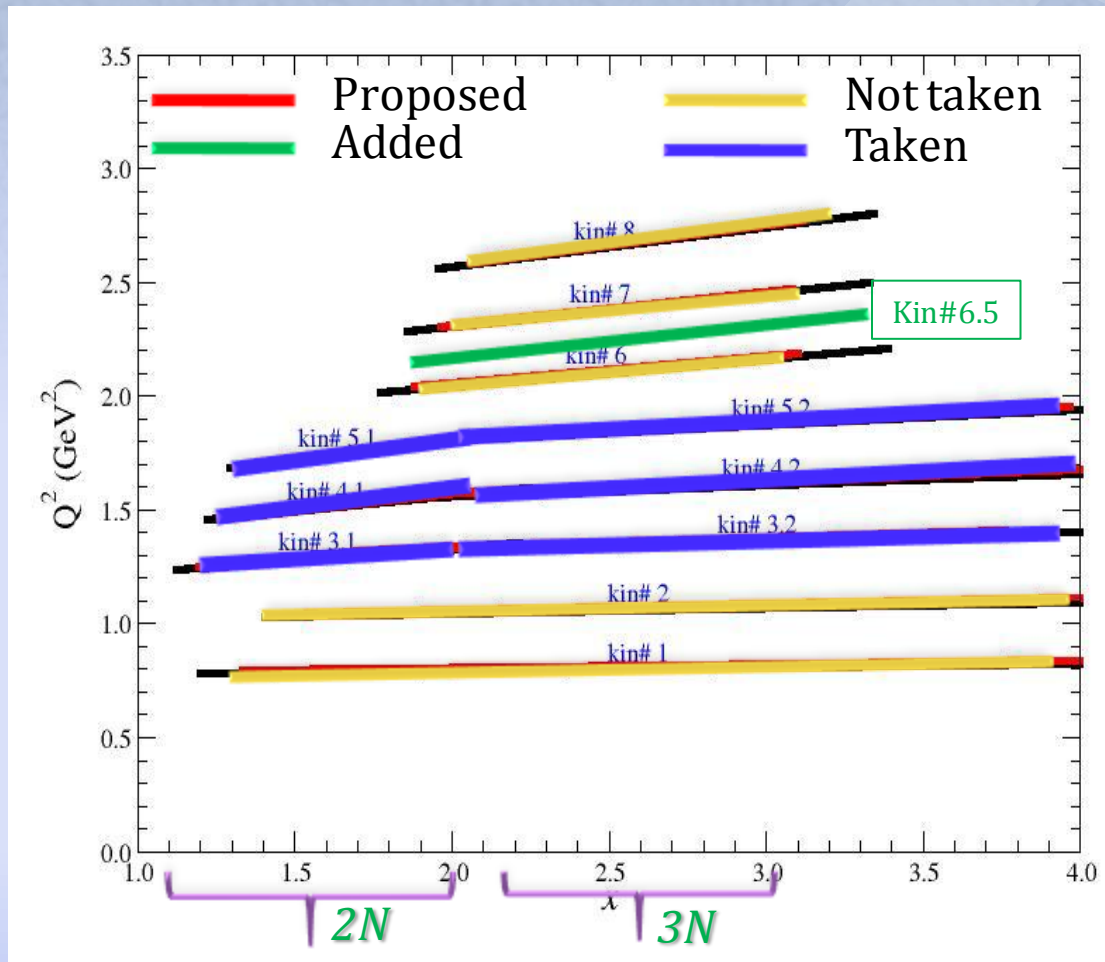 3.5
Proposed Not taken
Added Taken
3.0
kin# 8
2.5
kin# 7
Kin#6.5
kin# 6
2.0
kin# 5.2
kin# 5.1
kin# 4.2
kin# 4.1
1.5
kin# 3.2
kin# 3.1
kin# 2
1.0
kin# 1
0.5
0.0
Q² (GeV²)
1.0 1.5 2.0 2.5 3.0 3.5 4.0
x
2N 3N